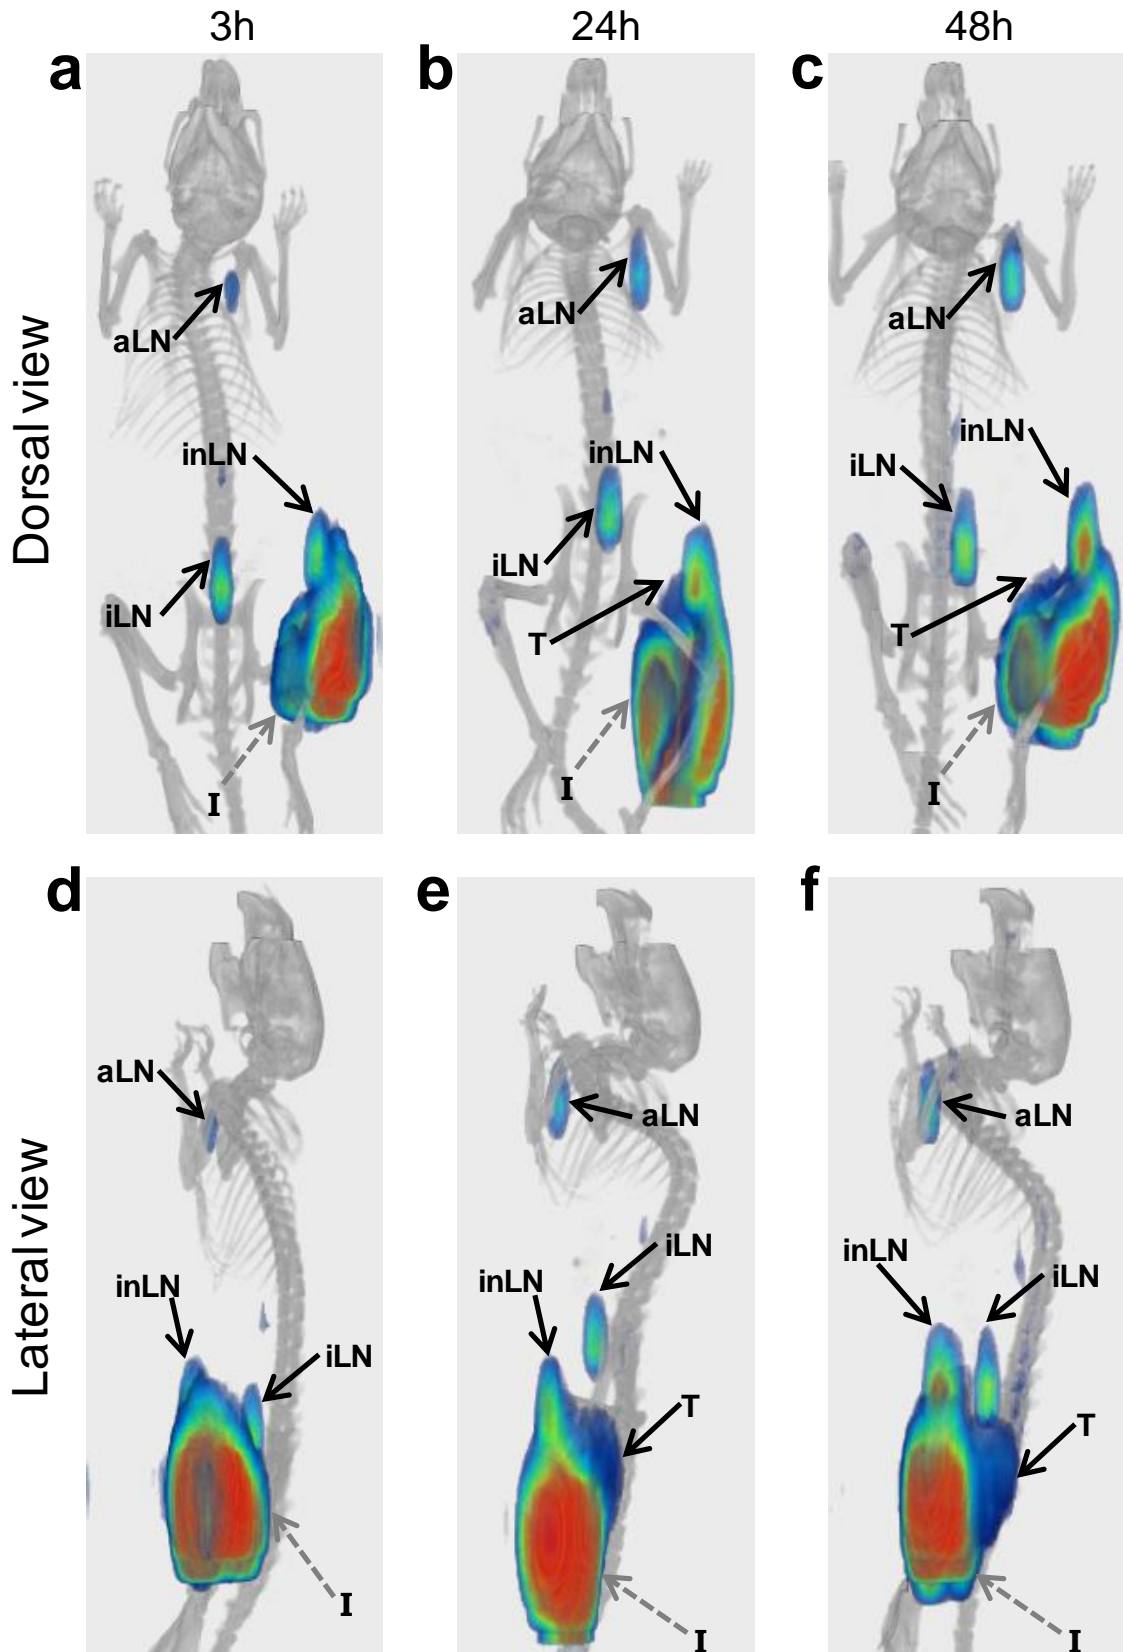 3h
24h
48h
a
b
c
Dorsal view
aLN
inLN
iLN
I
aLN
inLN
iLN
T
I
aLN
inLN
iLN
T
I
d
e
f
Lateral view
aLN
inLN
iLN
I
aLN
iLN
inLN
T
I
aLN
inLN
iLN
T
I